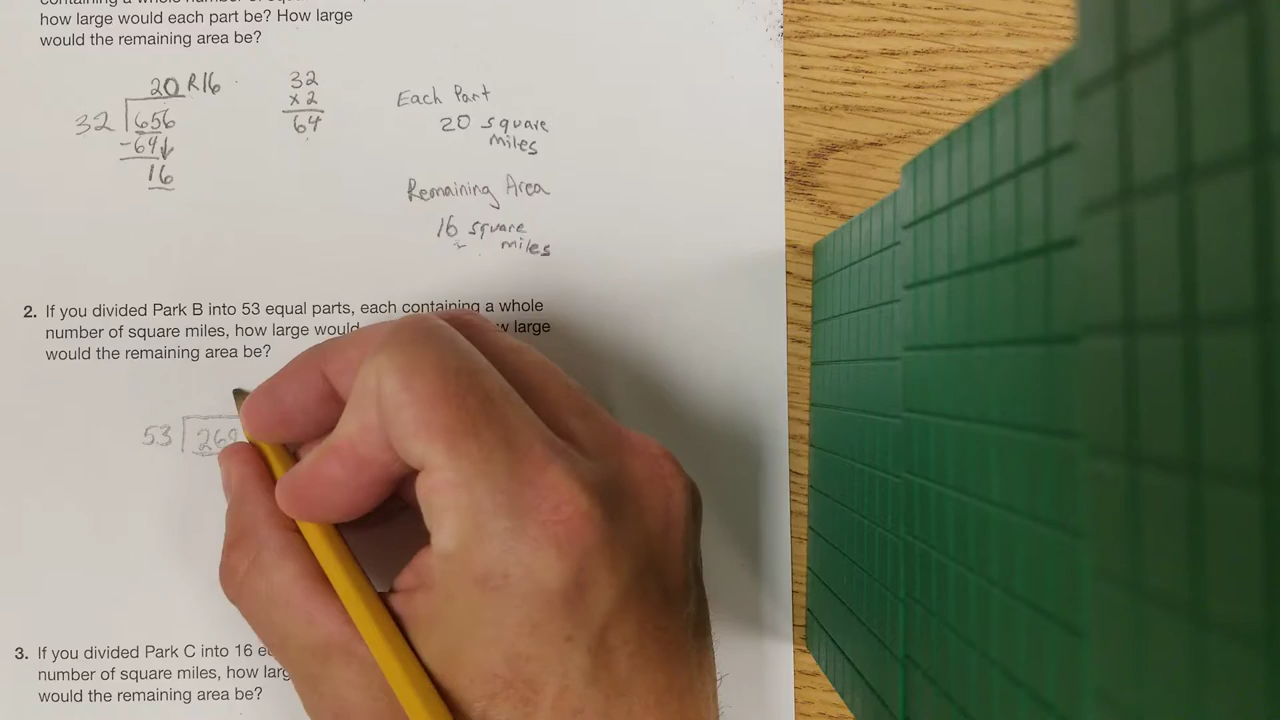 how large would each part be? How large
would the remaining area be?
20 R16
32 656
-64↓
16
32
x 2
64
Each Part
20 square
miles
Remaining Area
16 square
miles
2. If you divided Park B into 53 equal parts, each containing a whole
number of square miles, how large would large
would the remaining area be?
53
3. If you divided Park C into 16
number of square miles, how
would the remaining area be?